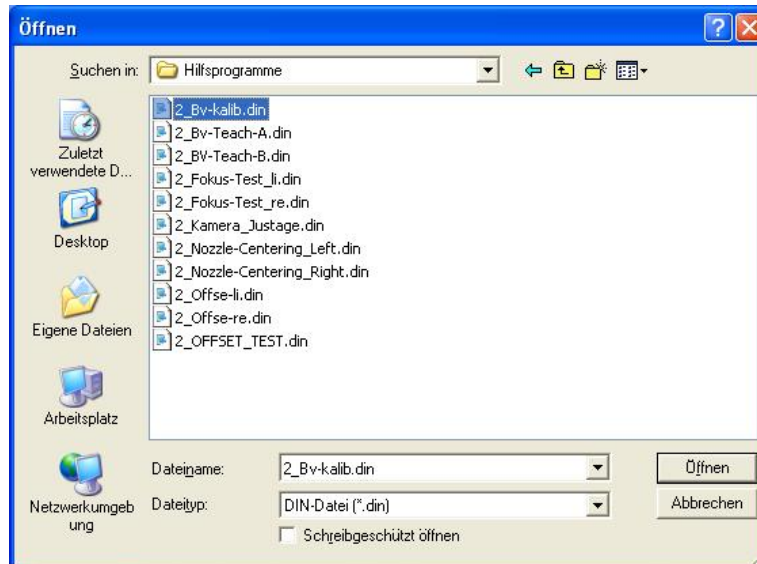 Öffnen
Suchen in:
Hilfsprogramme
Zuletzt
verwendete D...
Desktop
Eigene Dateien
Arbeitsplatz
Netzwerkumgeb
ung
2_Bv-kalib.din
2_Bv-Teach-A.din
2_BV-Teach-B.din
2_Fokus-Test_li.din
2_Fokus-Test_re.din
2_Kamera_Justage.din
2_Nozzle-Centering_Left.din
2_Nozzle-Centering_Right.din
2_Offse-li.din
2_Offse-re.din
2_OFFSET_TEST.din
Dateiname:
2_Bv-kalib.din
Öffnen
Dateityp:
DIN-Datei (*.din)
Abbrechen
Schreibgeschützt öffnen